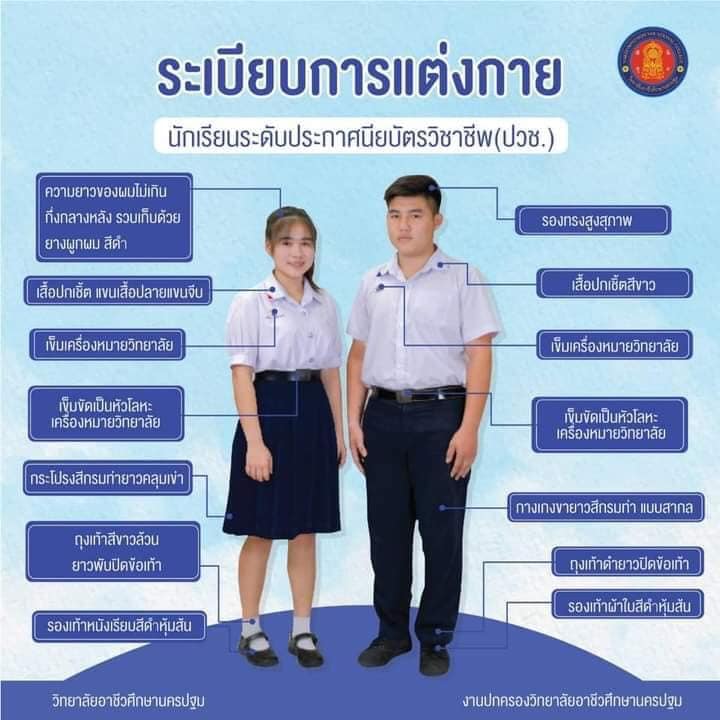 ระเบียบการแต่งกาย
นักเรียนระดับประกาศนียบัตรวิชาชีพ(ปวช.)
ความยาวของผมไม่เกิน
กึ่งกลางหลัง รวบเก็บด้วย
ยางผูกผม สีดำ
เสื้อปกเชิ้ต แขนเสื้อปลายแขนจีบ
เข็มเครื่องหมายวิทยาลัย
เข็มขัดเป็นหัวโลหะ
เครื่องหมายวิทยาลัย
กระโปรงสีกรมท่ายาวคลุมเข่า
ถุงเท้าสีขาวล้วน
ยาวพับปิดข้อเท้า
รองเท้าหนังเรียบสีดำหุ้มส้น
รองทรงสูงสุภาพ
เสื้อปกเชิ้ตสีขาว
เข็มเครื่องหมายวิทยาลัย
เข็มขัดเป็นหัวโลหะ
เครื่องหมายวิทยาลัย
กางเกงขายาวสีกรมท่า แบบสากล
ถุงเท้าดำยาวปิดข้อเท้า
รองเท้าผ้าใบสีดำหุ้มส้น
วิทยาลัยอาชีวศึกษานครปฐม
งานปกครองวิทยาลัยอาชีวศึกษานครปฐม